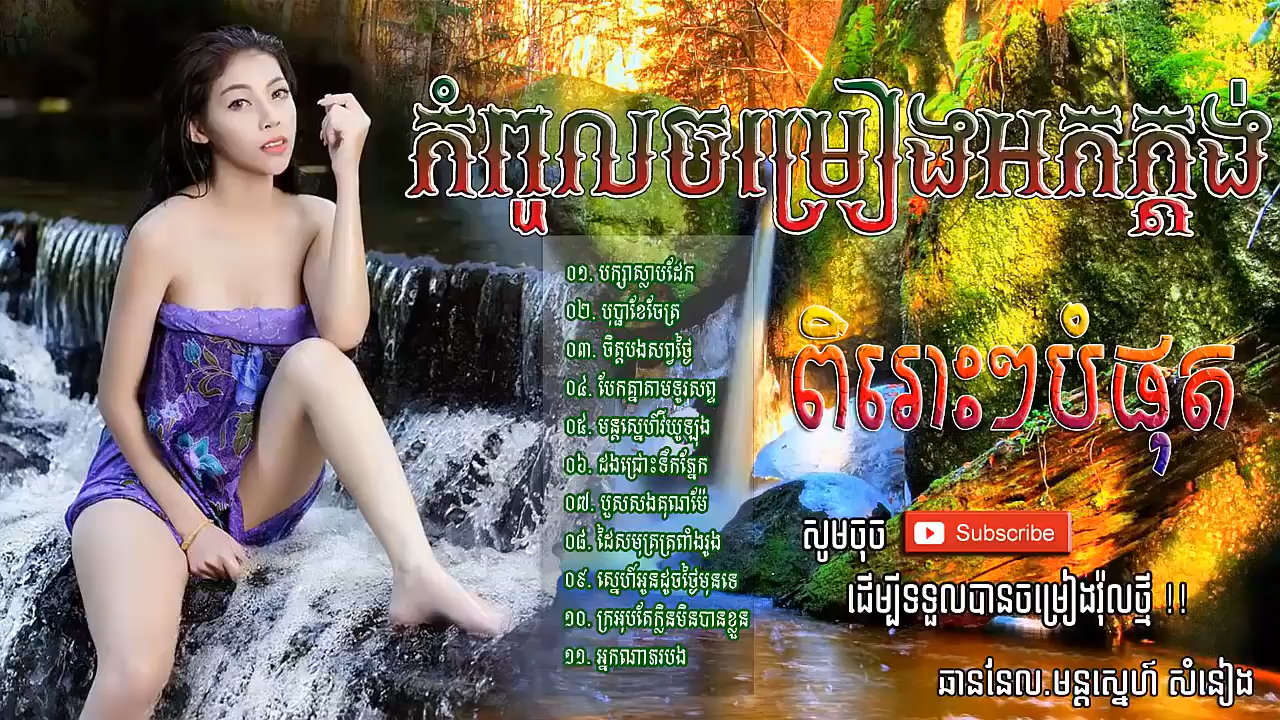 កំពូលចម្រៀងអកក្តង់
ពិរោះៗបំផុត
០១. បក្សាស្លាបដែក
០២. បុប្ផាខែចែត្រ
០៣. ចិត្តបងសព្វថ្ងៃ
០៤. បែកគ្នាតាមទូរសព្ទ
០៥. មន្តស្នេហ៍រីយូឡុង
០៦. ដងជ្រោះទឹកភ្នែក
០៧. បួសសងគុណម៉ែ
០៨. ដៃសមុត្រត្រពាំងរូង
០៩. ស្នេហ៍អូនដូចថ្ងៃមុនទេ
១០. ក្រអុបតែក្លិនមិនបានខ្លួន
១១. អ្នកណាភរបង
សូមចុច Subscribe
ដើម្បីទទួលបានចម្រៀងវ៉ុលថ្មី !!
ឆានែល.មន្តស្នេហ៍ សំនៀង